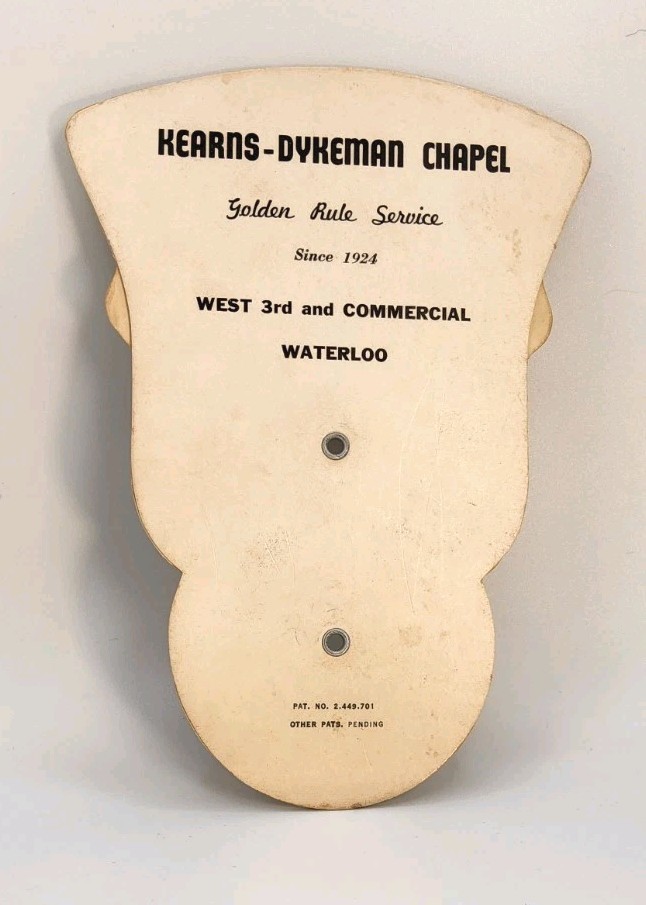 KEARNS-DYKEMAN CHAPEL
Golden Rule Service
Since 1924
WEST 3rd and COMMERCIAL
WATERLOO
PAT. NO. 2.449.701
OTHER PATS. PENDING